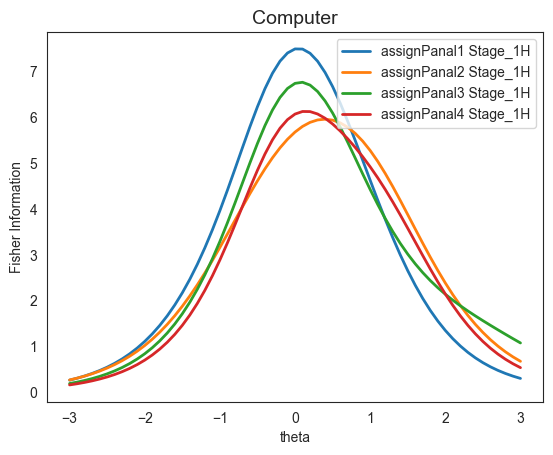 Computer
assignPanal1 Stage_1H
assignPanal2 Stage_1H
assignPanal3 Stage_1H
assignPanal4 Stage_1H
Fisher Information
7
6
5
4
3
2
1
0
−3
−2
−1
0
1
2
3
theta